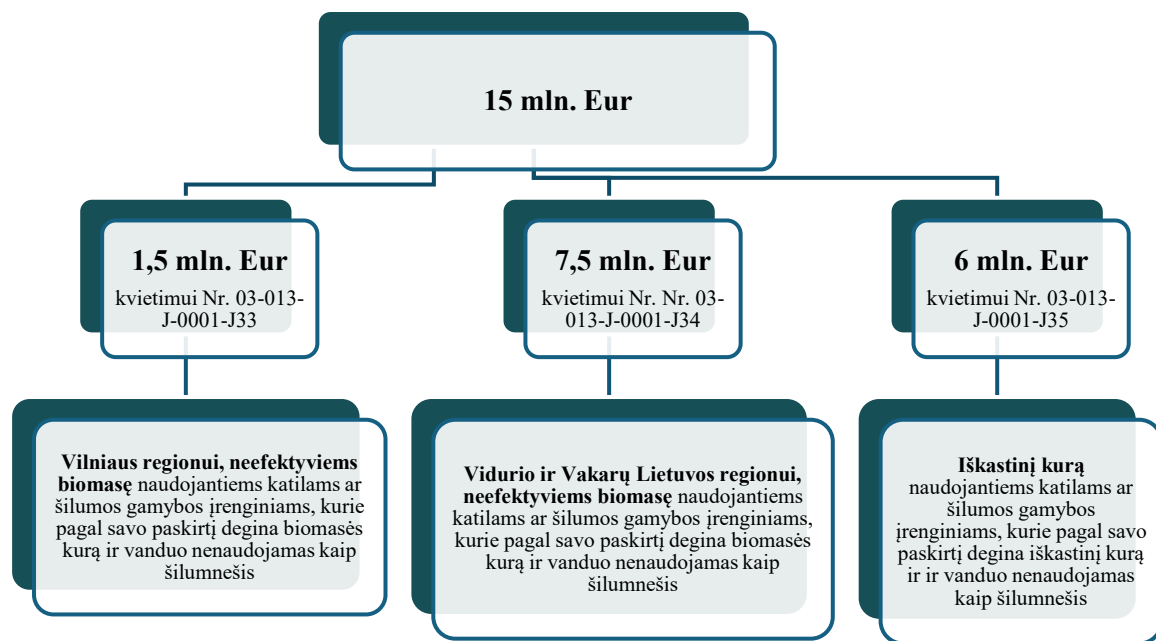 15 mln. Eur
1,5 mln. Eur
kvietimui Nr. 03-013-
J-0001-J33
7,5 mln. Eur
kvietimui Nr. Nr. 03-
013-J-0001-J34
6 mln. Eur
kvietimui Nr. 03-013-
J-0001-J35
Vilniaus regionui, neefektyviems
biomasę naudojantiems katilams ar
šilumos gamybos įrenginiams, kurie
pagal savo paskirtį degina biomasės
kurą ir vanduo nenaudojamas kaip
šilumnešis
Vidurio ir Vakarų Lietuvos regionui,
neefektyviems biomasę naudojantiems
katilams ar šilumos gamybos įrenginiams,
kurie pagal savo paskirtį degina biomasės
kurą ir vanduo nenaudojamas kaip
šilumnešis
Iškastinį kurą
naudojantiems katilams ar
šilumos gamybos
įrenginiams, kurie pagal savo
paskirtį degina iškastinį kurą
ir ir vanduo nenaudojamas
kaip šilumnešis